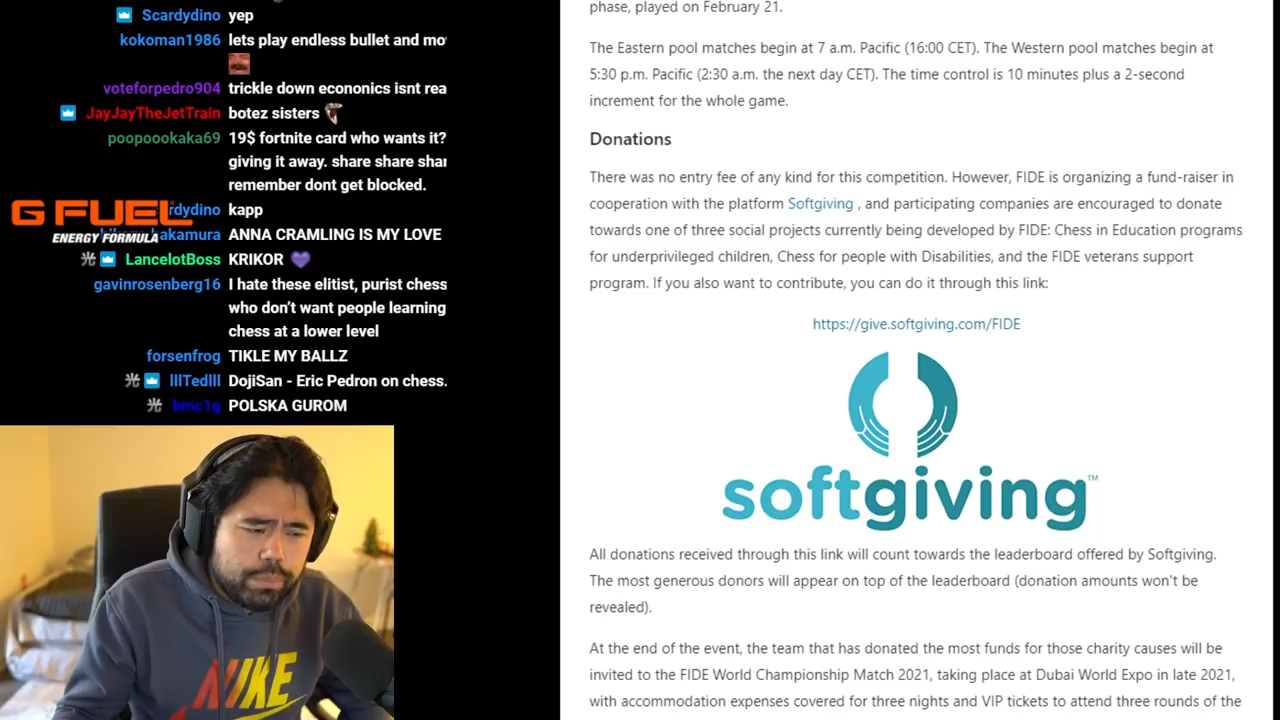 Scardydino yep
kokoman1986 lets play endless bullet and mo
voteforpedro904 trickle down econonics isnt rea
JayJayTheJetTrain botez sisters
poopoookaka69 19$ fortnite card who wants it?
giving it away. share share shar
remember dont get blocked.
rdydino kapp
akamura ANNA CRAMLING IS MY LOVE
光 LancelotBoss KRIKOR
gavinrosenberg16 I hate these elitist, purist chess
who don't want people learning
chess at a lower level
forsenfrog TIKLE MY BALLZ
光 lllTedlll DojiSan - Eric Pedron on chess.
光 bmc1g POLSKA GUROM
G FUEL
ENERGY FORMULA
NIKE
phase, played on February 21.
The Eastern pool matches begin at 7 a.m. Pacific (16:00 CET). The Western pool matches begin at
5:30 p.m. Pacific (2:30 a.m. the next day CET). The time control is 10 minutes plus a 2-second
increment for the whole game.
Donations
There was no entry fee of any kind for this competition. However, FIDE is organizing a fund-raiser in
cooperation with the platform Softgiving , and participating companies are encouraged to donate
towards one of three social projects currently being developed by FIDE: Chess in Education programs
for underprivileged children, Chess for people with Disabilities, and the FIDE veterans support
program. If you also want to contribute, you can do it through this link:
https://give.softgiving.com/FIDE
softgiving™
All donations received through this link will count towards the leaderboard offered by Softgiving.
The most generous donors will appear on top of the leaderboard (donation amounts won't be
revealed).
At the end of the event, the team that has donated the most funds for those charity causes will be
invited to the FIDE World Championship Match 2021, taking place at Dubai World Expo in late 2021,
with accommodation expenses covered for three nights and VIP tickets to attend three rounds of the